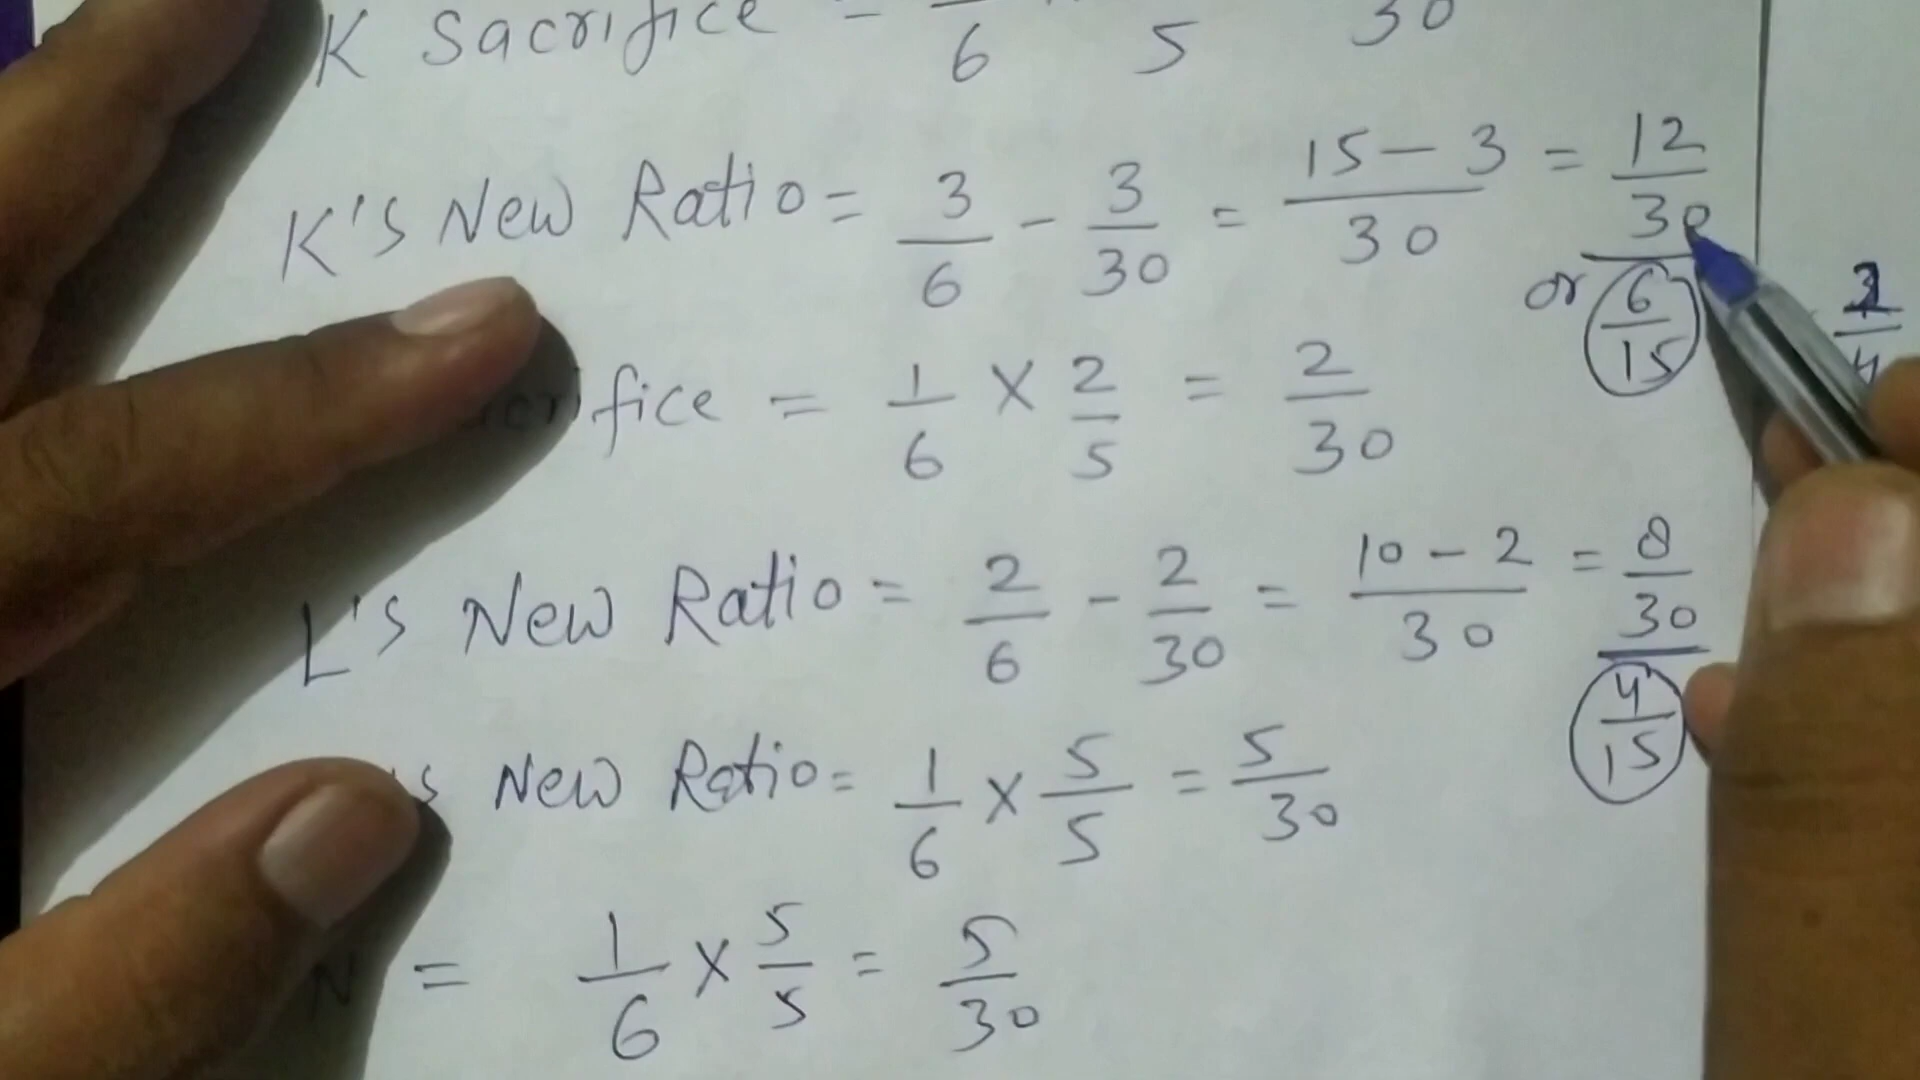 K Sacrifice = 6 5 30
K's New Ratio = 3/6 - 3/30 = 15-3/30 = 12/30
or 6/15
fice = 1/6 x 2/5 = 2/30
L's New Ratio = 2/6 - 2/30 = 10-2/30 = 8/30
4/15
s New Ratio = 1/6 x 5/5 = 5/30
N = 1/6 x 5/5 = 5/30